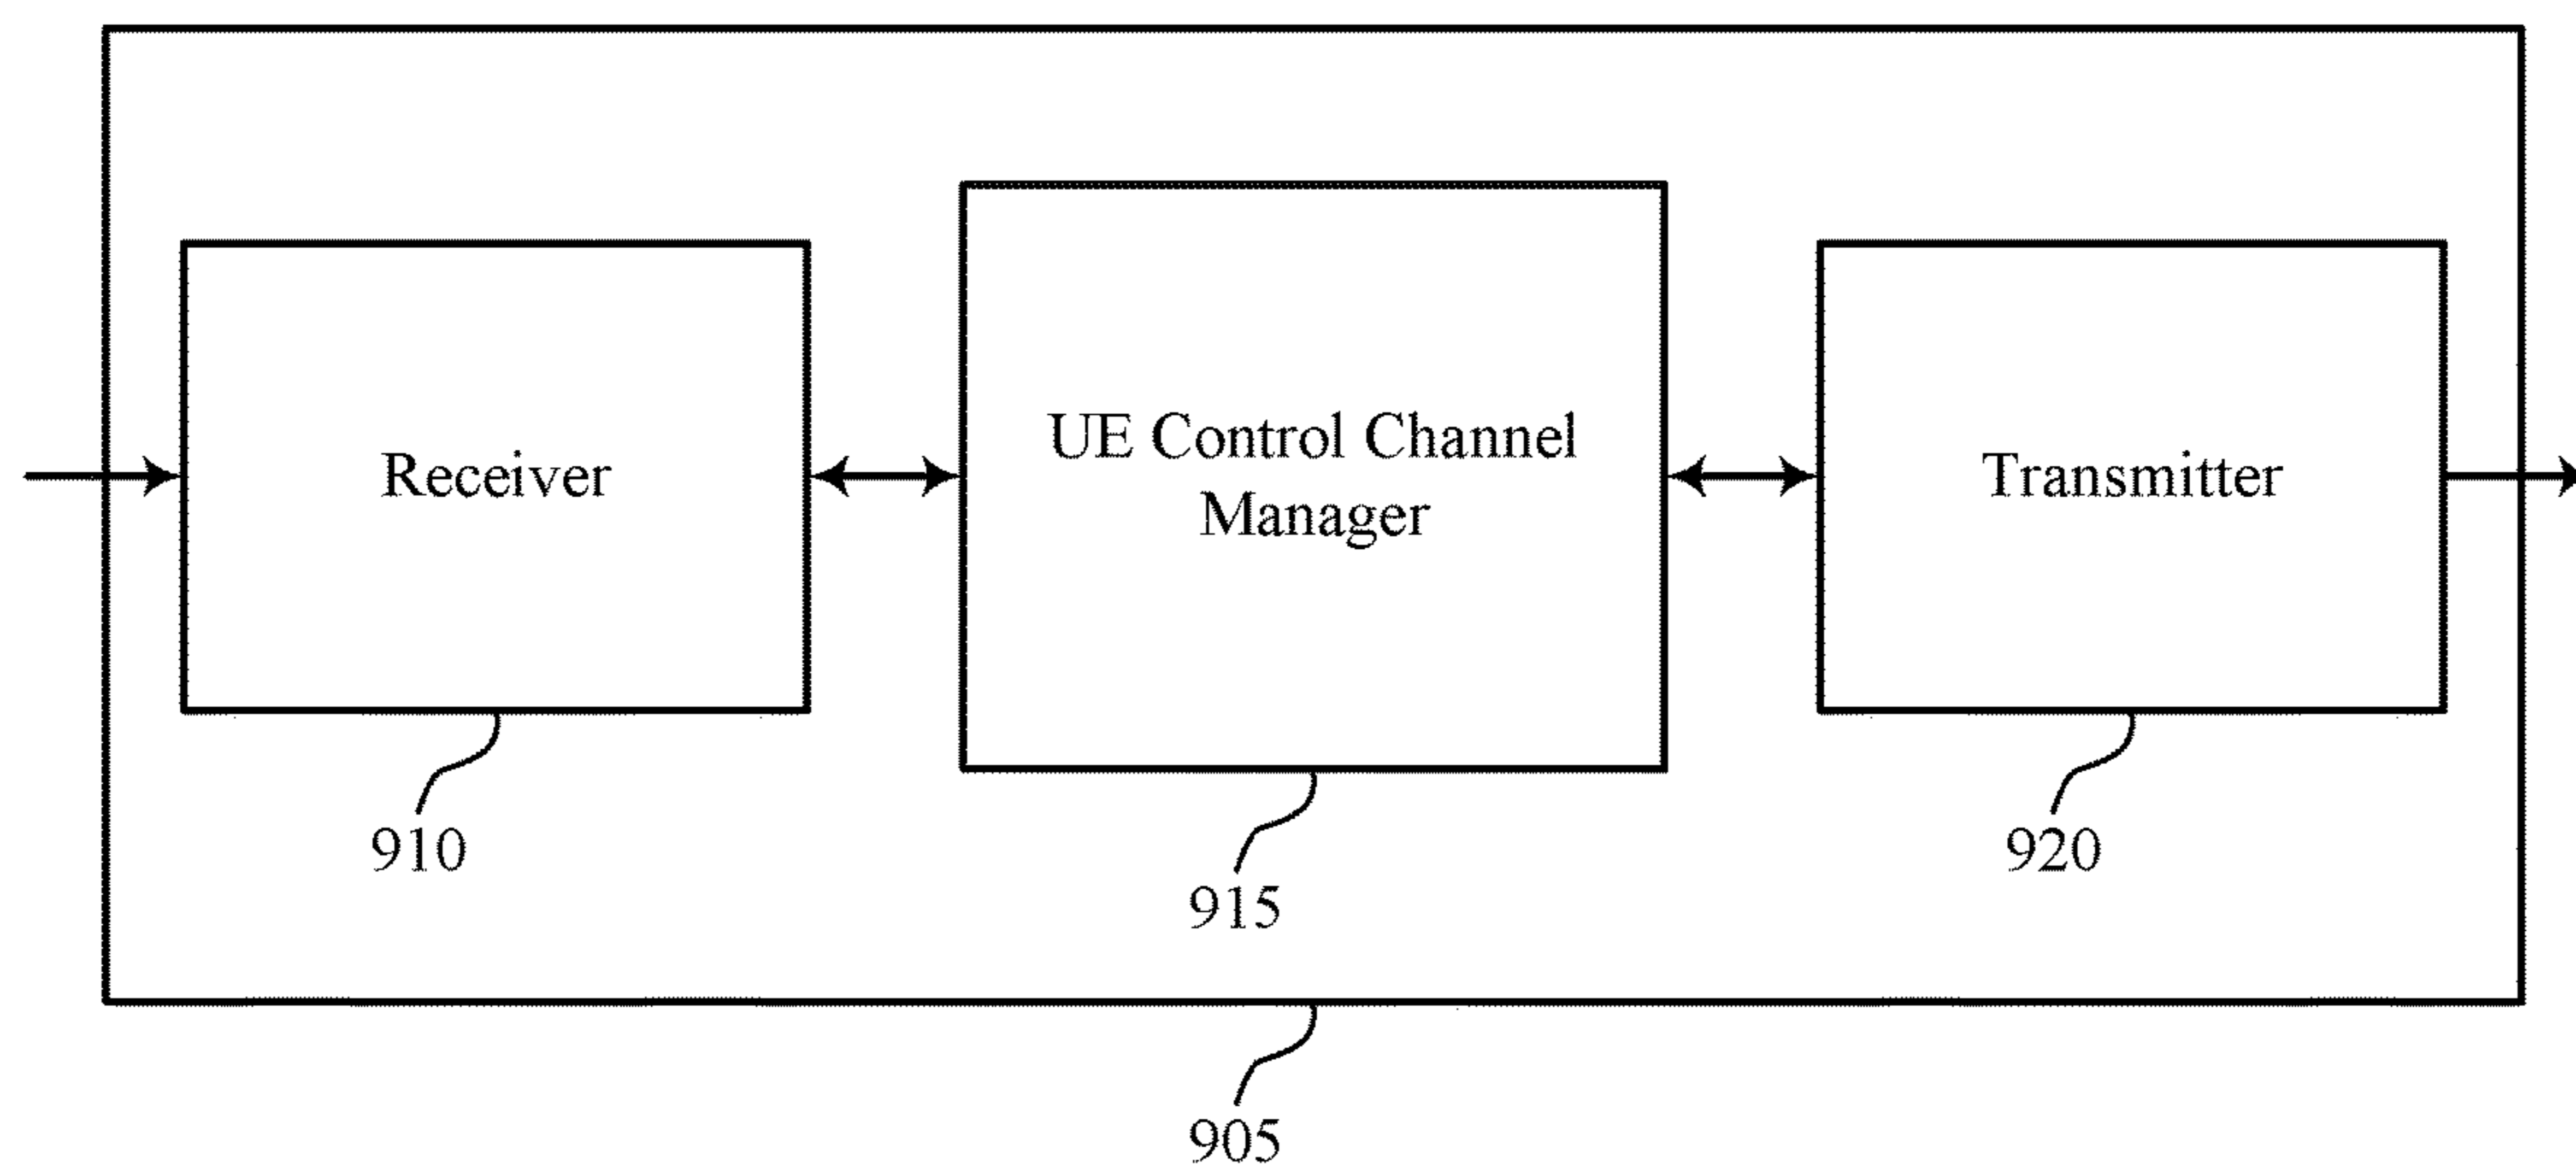 Receiver
UE Control Channel
Manager
Transmitter
910
915
920
905